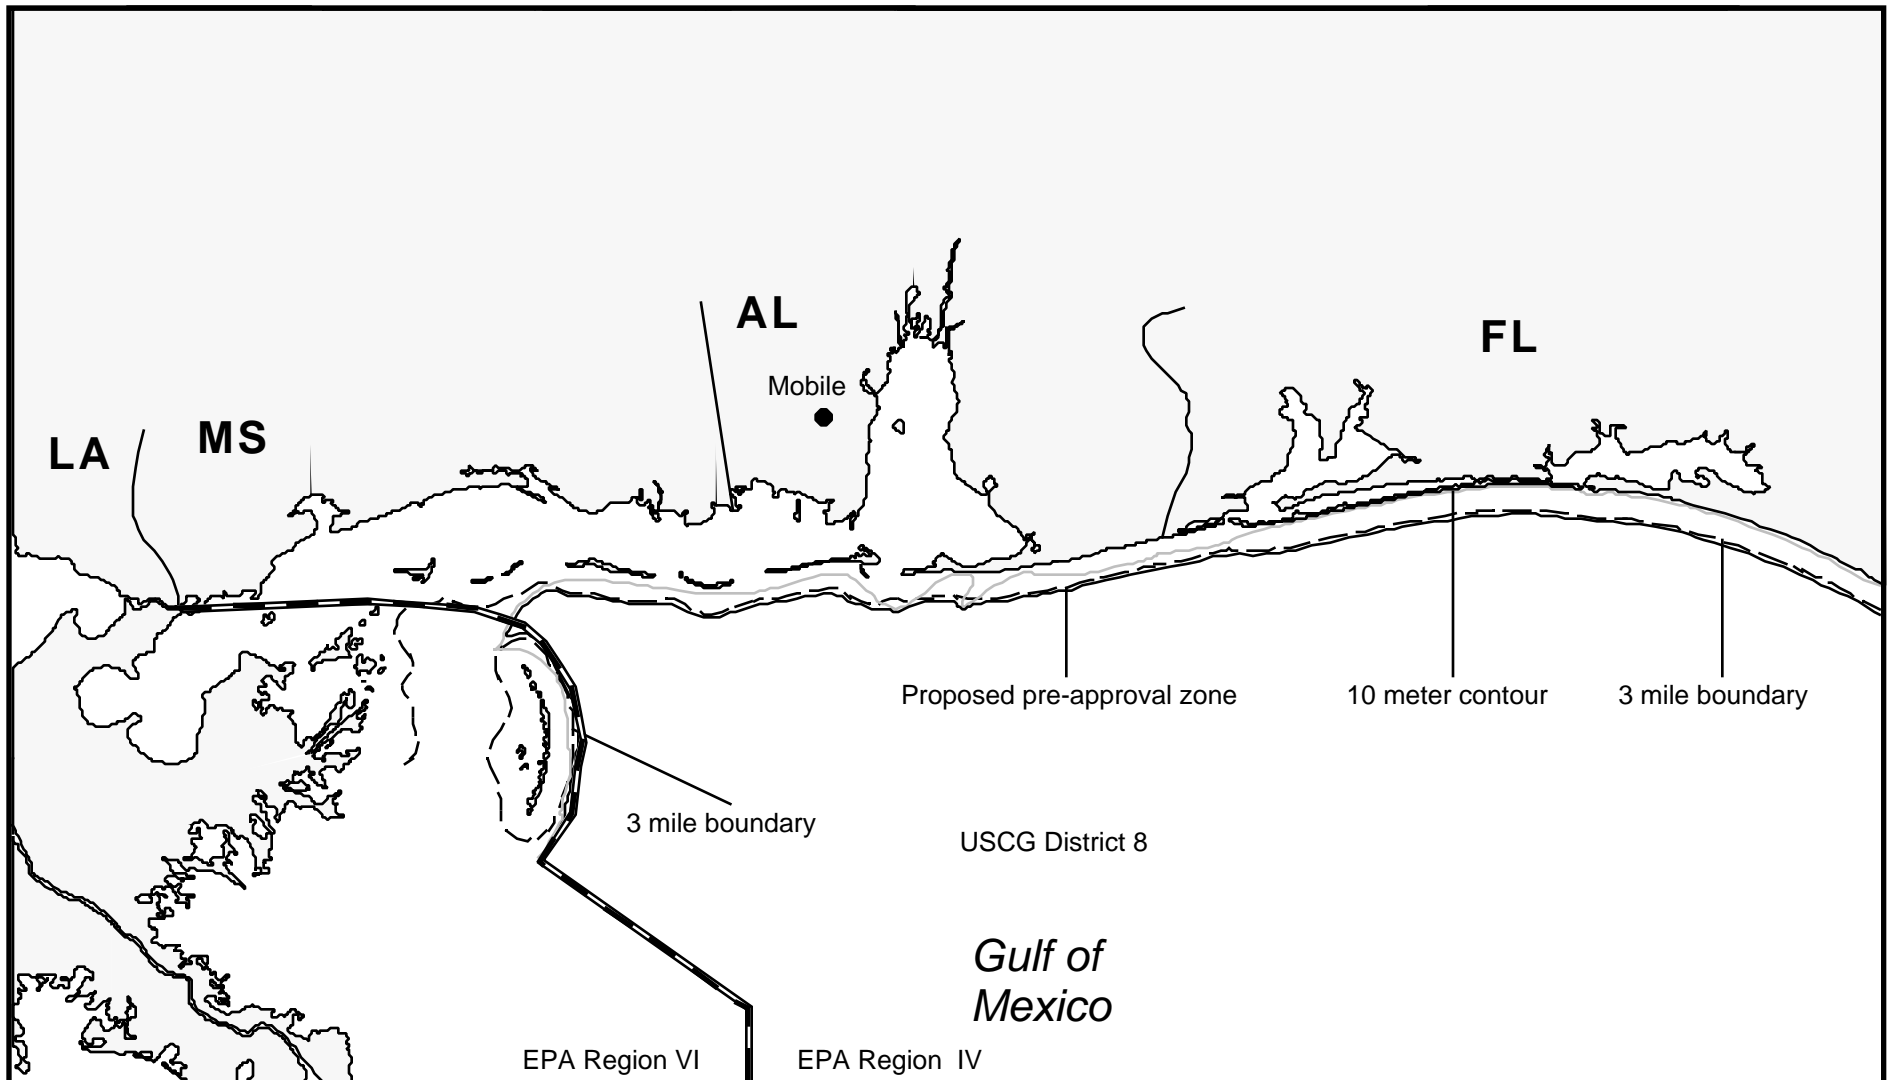 AL
FL
Mobile
MS
LA
Proposed pre-approval zone
10 meter contour
3 mile boundary
3 mile boundary
USCG District 8
Gulf of
Mexico
EPA Region VI
EPA Region IV